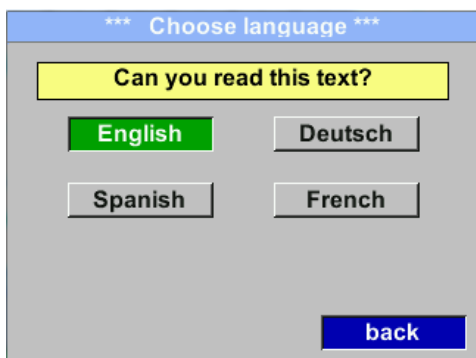 *** Choose language ***
Can you read this text?
English Deutsch
Spanish French
back